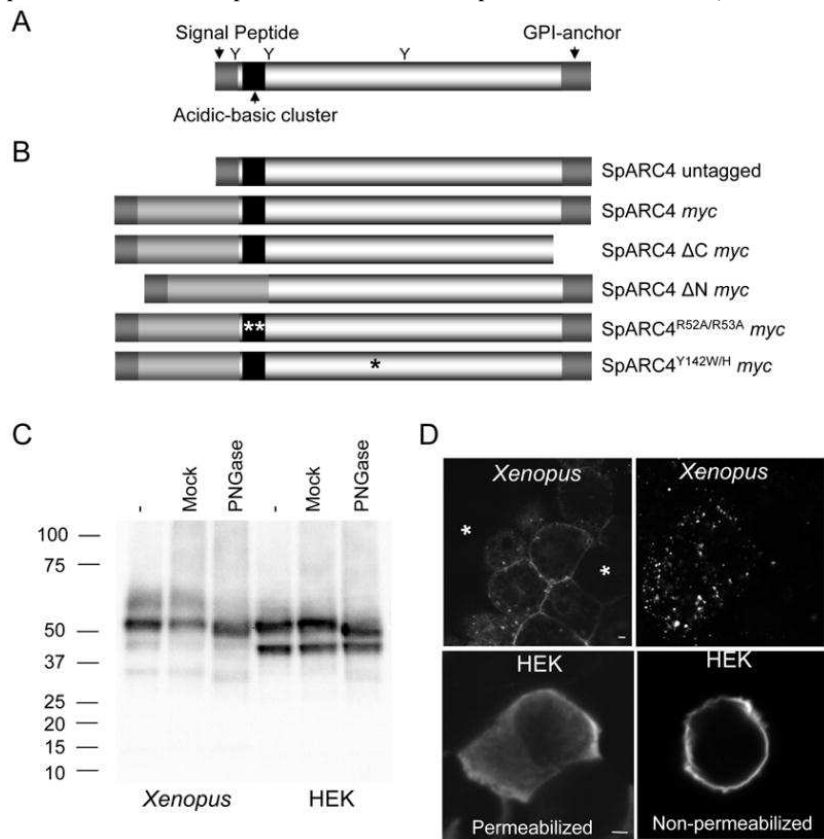 A
Signal Peptide
GPI-anchor
Y Y Y
Acidic-basic cluster
B
SpARC4 untagged
SpARC4 myc
SpARC4 ΔC myc
SpARC4 ΔN myc
** SpARC4R52A/R53A myc
* SpARC4Y142W/H myc
C
- Mock PNGase - Mock PNGase
100
75
50
37
25
20
15
10
Xenopus HEK
D
Xenopus Xenopus
* *
HEK HEK
Permeabilized Non-permeabilized